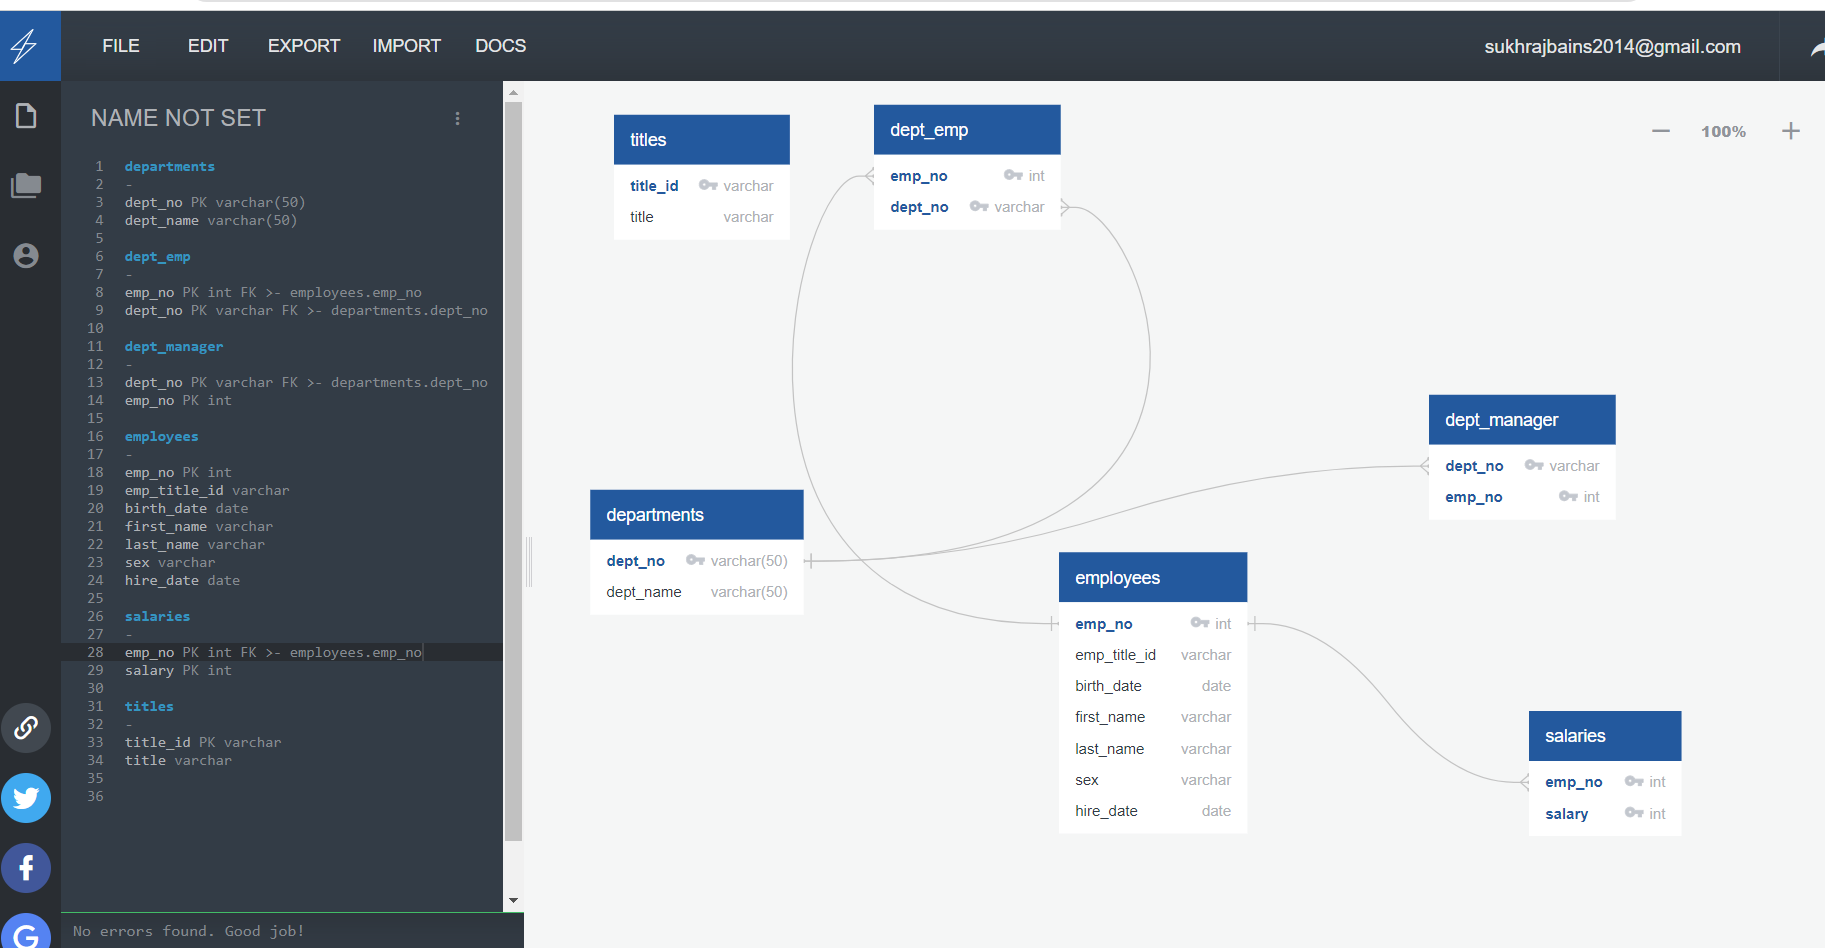 FILE EDIT EXPORT IMPORT DOCS sukhrajbains2014@gmail.com
NAME NOT SET
1 departments
2 -
3 dept_no PK varchar(50)
4 dept_name varchar(50)
5
6 dept_emp
7 -
8 emp_no PK int FK >- employees.emp_no
9 dept_no PK varchar FK >- departments.dept_no
10
11 dept_manager
12 -
13 dept_no PK varchar FK >- departments.dept_no
14 emp_no PK int
15
16 employees
17 -
18 emp_no PK int
19 emp_title_id varchar
20 birth_date date
21 first_name varchar
22 last_name varchar
23 sex varchar
24 hire_date date
25
26 salaries
27 -
28 emp_no PK int FK >- employees.emp_no
29 salary PK int
30
31 titles
32 -
33 title_id PK varchar
34 title varchar
35
36
No errors found. Good job!
100%
titles
title_id varchar
title varchar
dept_emp
emp_no int
dept_no varchar
dept_manager
dept_no varchar
emp_no int
departments
dept_no varchar(50)
dept_name varchar(50)
employees
emp_no int
emp_title_id varchar
birth_date date
first_name varchar
last_name varchar
sex varchar
hire_date date
salaries
emp_no int
salary int